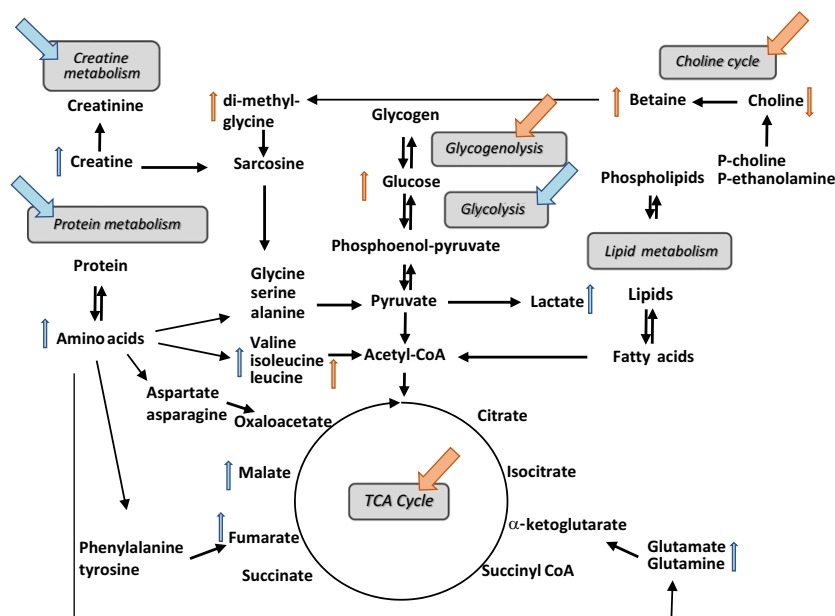 Creatine
metabolism
Choline cycle
Creatinine
di-methyl-
glycine
Glycogen
Betaine
Choline
Creatine
Sarcosine
Glycogenolysis
Glucose
P-choline
P-ethanolamine
Phospholipids
Protein metabolism
Glycolysis
Phosphoenol-pyruvate
Lipid metabolism
Protein
Glycine
serine
alanine
Pyruvate
Lactate
Lipids
Amino acids
Valine
isoleucine
leucine
Acetyl-CoA
Fatty acids
Aspartate
asparagine
Oxaloacetate
Citrate
Malate
Isocitrate
TCA Cycle
α-ketoglutarate
Fumarate
Phenylalanine
tyrosine
Glutamate
Glutamine
Succinate
Succinyl CoA